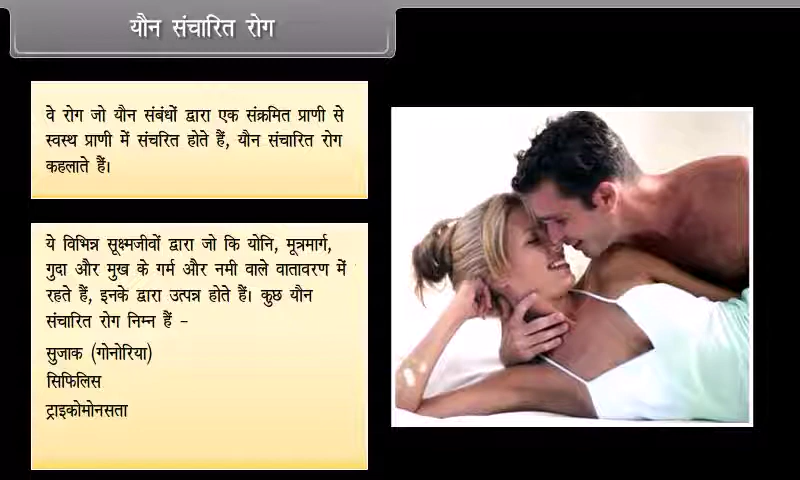 यौन संचारित रोग
वे रोग जो यौन संबंधों द्वारा एक संक्रमित प्राणी से
स्वस्थ प्राणी में संचरित होते हैं, यौन संचारित रोग
कहलाते हैं।
ये विभिन्न सूक्ष्मजीवों द्वारा जो कि योनि, मूत्रमार्ग,
गुदा और मुख के गर्म और नमी वाले वातावरण में
रहते हैं, इनके द्वारा उत्पन्न होते हैं। कुछ यौन
संचारित रोग निम्न हैं -
सुजाक (गोनोरिया)
सिफिलिस
ट्राइकोमोनसता